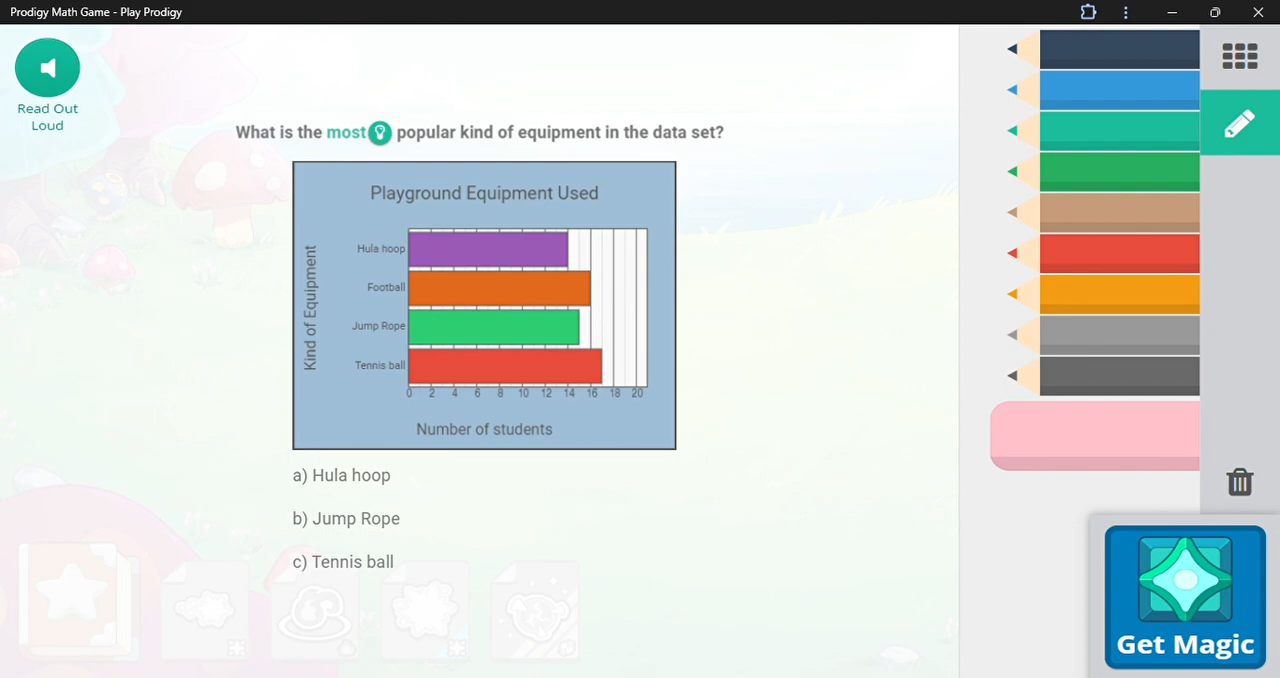 Prodigy Math Game - Play Prodigy
Read Out
Loud
What is the most popular kind of equipment in the data set?
Playground Equipment Used
Kind of Equipment
Hula hoop
Football
Jump Rope
Tennis ball
0 2 4 6 8 10 12 14 16 18 20
Number of students
a) Hula hoop
b) Jump Rope
c) Tennis ball
Get Magic